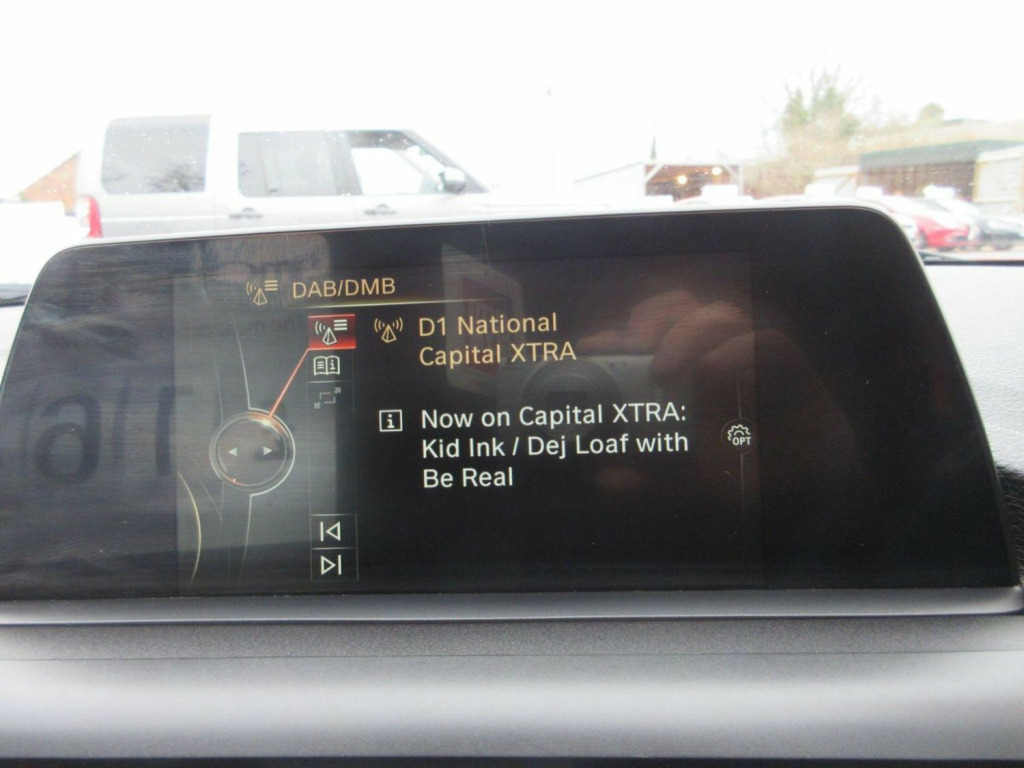 DAB/DMB
D1 National
Capital XTRA
Now on Capital XTRA:
Kid Ink / Dej Loaf with
Be Real
OPT